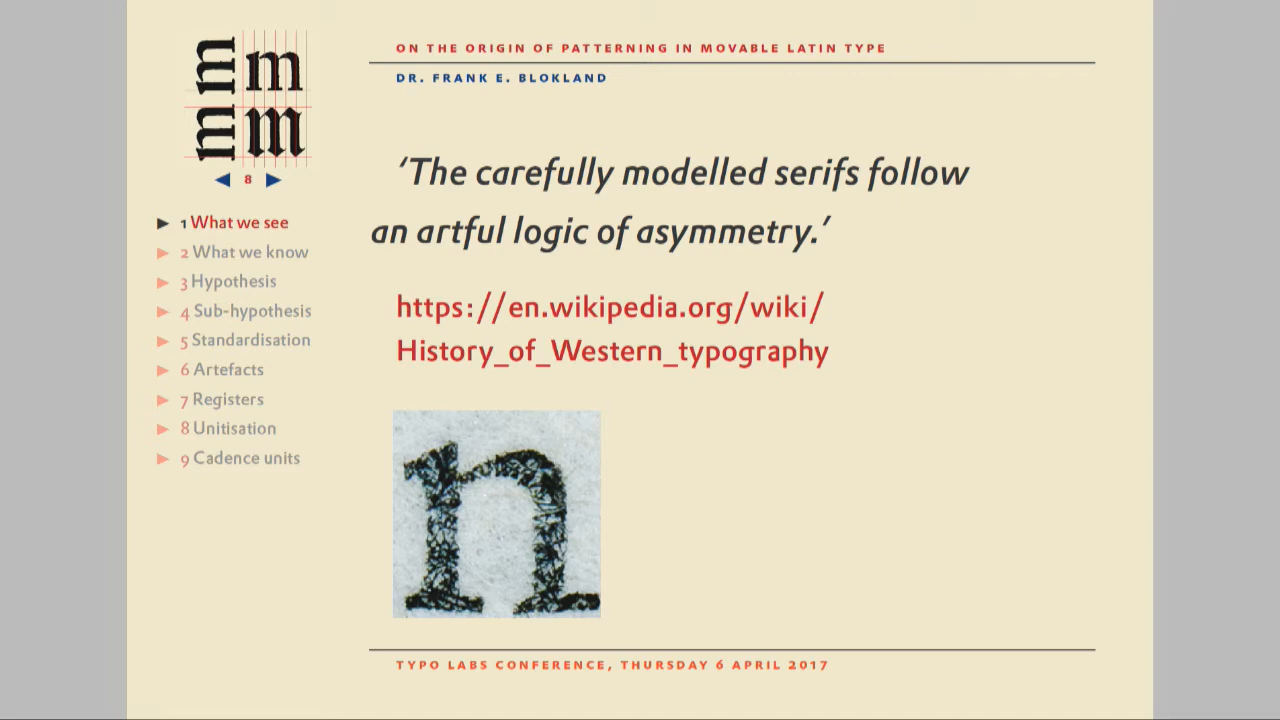 m m
m m
8
1 What we see
2 What we know
3 Hypothesis
4 Sub-hypothesis
5 Standardisation
6 Artefacts
7 Registers
8 Unitisation
9 Cadence units
ON THE ORIGIN OF PATTERNING IN MOVABLE LATIN TYPE
DR. FRANK E. BLOKLAND
‘The carefully modelled serifs follow
an artful logic of asymmetry.’
https://en.wikipedia.org/wiki/
History_of_Western_typography
n
TYPO LABS CONFERENCE, THURSDAY 6 APRIL 2017